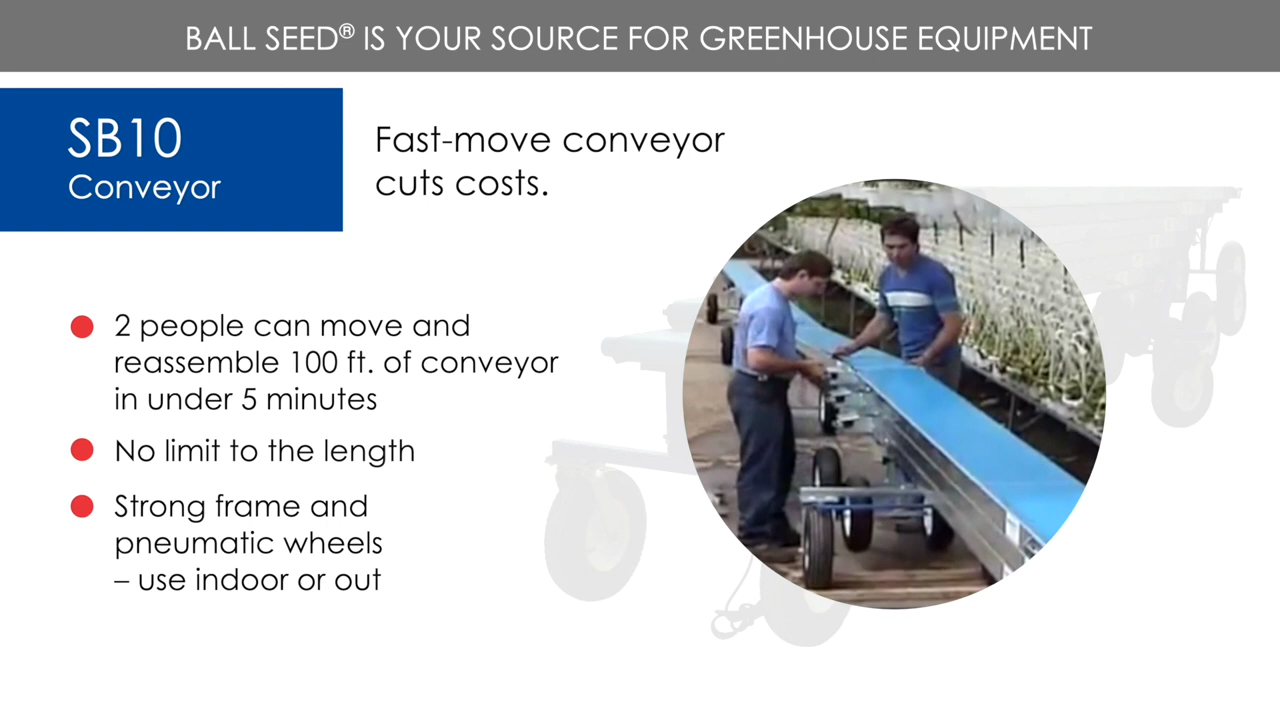 BALL SEED® IS YOUR SOURCE FOR GREENHOUSE EQUIPMENT
SB10
Conveyor
Fast-move conveyor
cuts costs.
2 people can move and
reassemble 100 ft. of conveyor
in under 5 minutes
No limit to the length
Strong frame and
pneumatic wheels
– use indoor or out